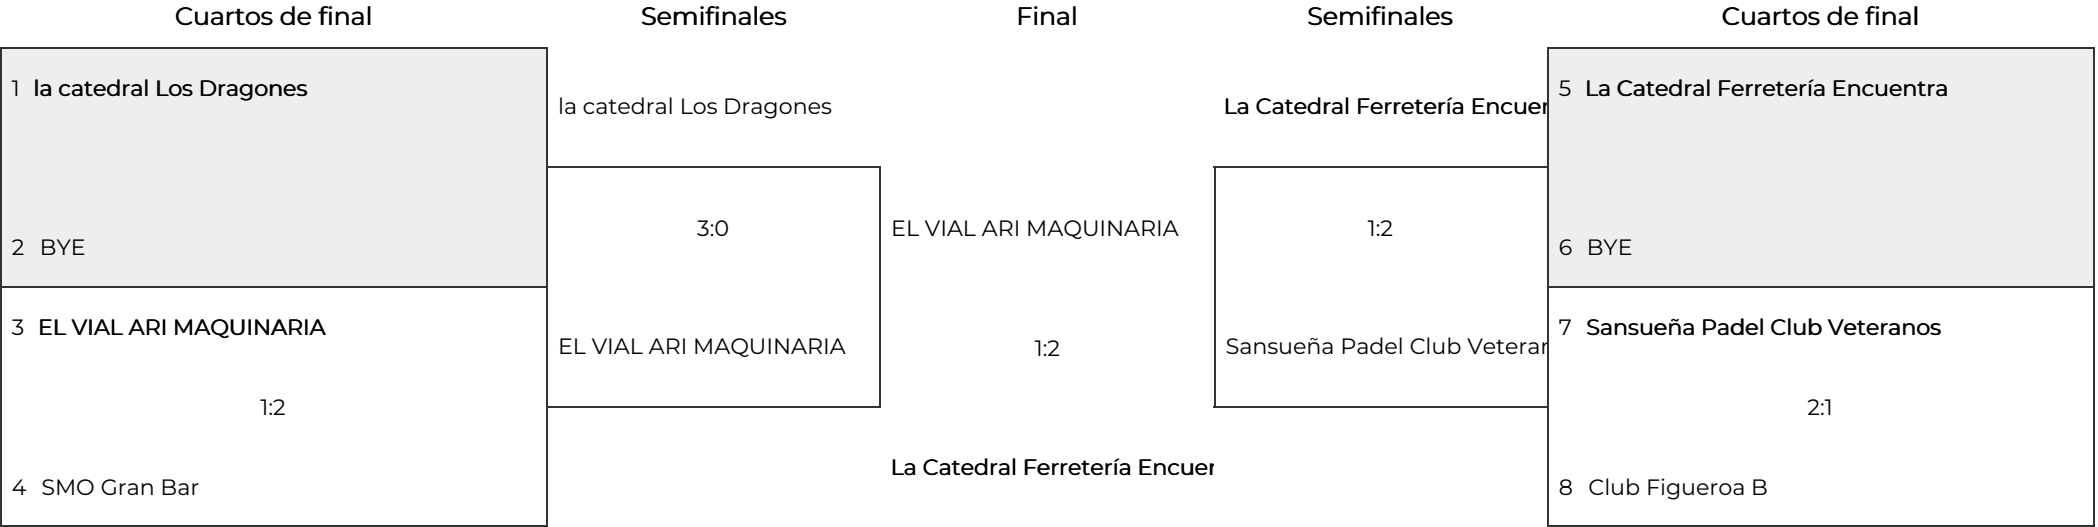 Cuartos de final
Semifinales
Final
Semifinales
Cuartos de final
1 la catedral Los Dragones
2 BYE
3 EL VIAL ARI MAQUINARIA
1:2
4 SMO Gran Bar
la catedral Los Dragones
3:0
EL VIAL ARI MAQUINARIA
EL VIAL ARI MAQUINARIA
1:2
La Catedral Ferretería Encuer
La Catedral Ferretería Encuer
1:2
Sansueña Padel Club Veterar
5 La Catedral Ferretería Encuentra
6 BYE
7 Sansueña Padel Club Veteranos
2:1
8 Club Figueroa B